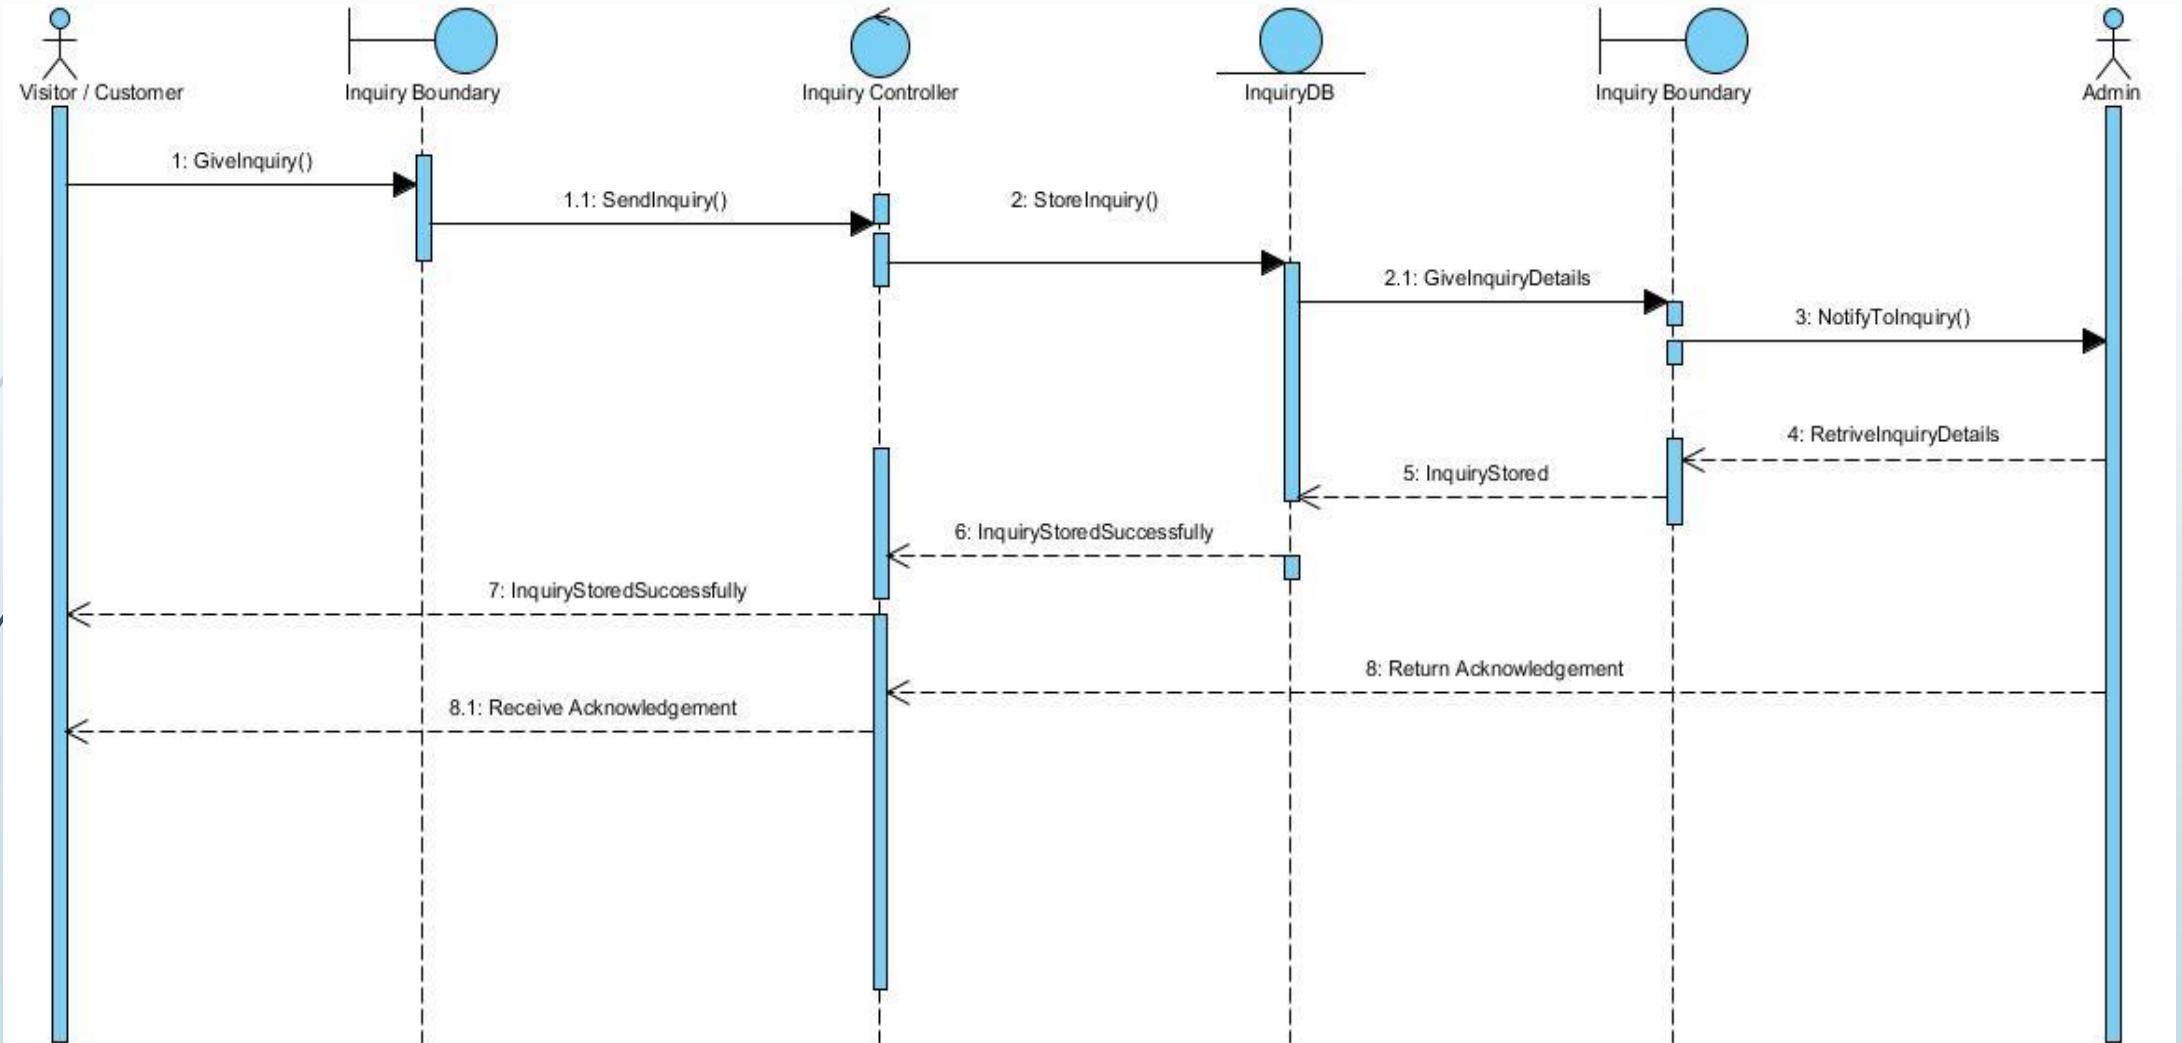 Visitor / Customer
Inquiry Boundary
Inquiry Controller
InquiryDB
Inquiry Boundary
Admin
1: GiveInquiry()
1.1: SendInquiry()
2: StoreInquiry()
2.1: GiveInquiryDetails
3: NotifyToInquiry()
4: RetriveInquiryDetails
5: InquiryStored
6: InquiryStoredSuccessfully
7: InquiryStoredSuccessfully
8: Return Acknowledgement
8.1: Receive Acknowledgement